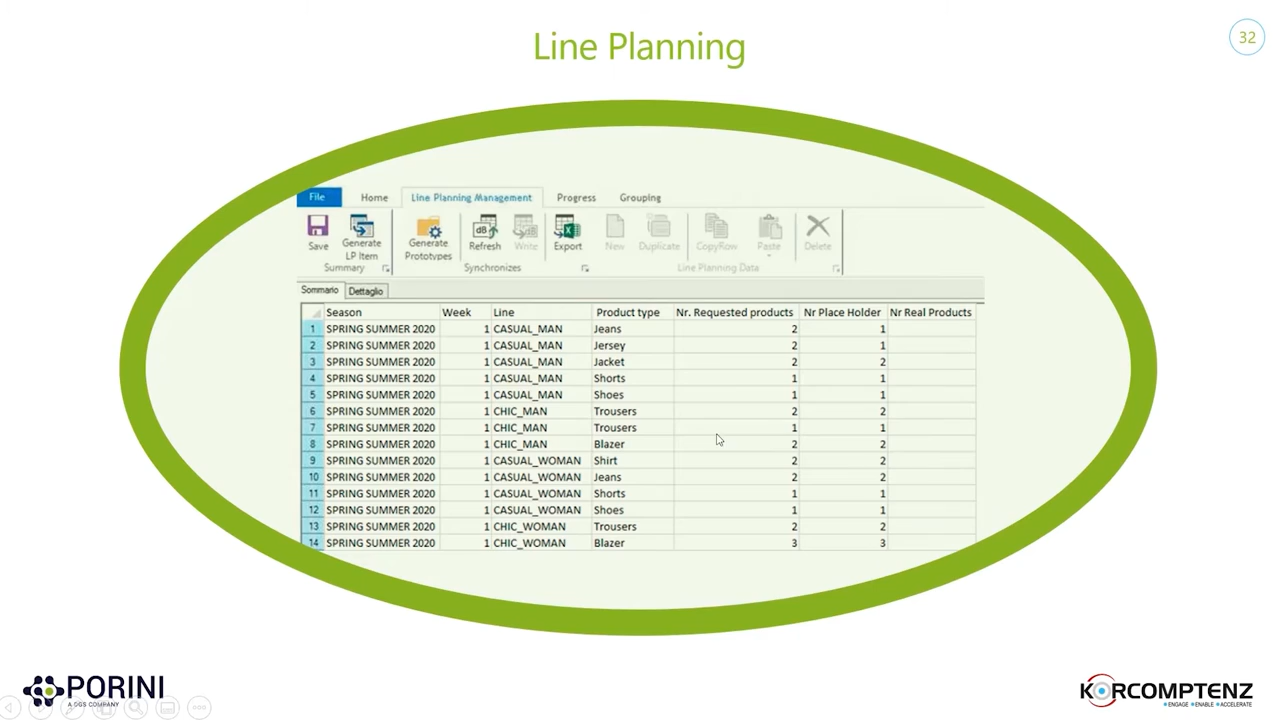 Line Planning
32
File Home Line Planning Management Progress Grouping
Save Generate LP Item Generate Prototypes Refresh Write Export New Duplicate CopyRow Paste Delete
Summary Synchronizes Line Planning Data
Sommario Dettaglio
Season Week Line Product type Nr. Requested products Nr Place Holder Nr Real Products
1 SPRING SUMMER 2020 1 CASUAL_MAN Jeans 2 1
2 SPRING SUMMER 2020 1 CASUAL_MAN Jersey 2 1
3 SPRING SUMMER 2020 1 CASUAL_MAN Jacket 2 2
4 SPRING SUMMER 2020 1 CASUAL_MAN Shorts 1 1
5 SPRING SUMMER 2020 1 CASUAL_MAN Shoes 1 1
6 SPRING SUMMER 2020 1 CHIC_MAN Trousers 2 2
7 SPRING SUMMER 2020 1 CHIC_MAN Trousers 1 1
8 SPRING SUMMER 2020 1 CHIC_MAN Blazer 2 2
9 SPRING SUMMER 2020 1 CASUAL_WOMAN Shirt 2 2
10 SPRING SUMMER 2020 1 CASUAL_WOMAN Jeans 2 2
11 SPRING SUMMER 2020 1 CASUAL_WOMAN Shorts 1 1
12 SPRING SUMMER 2020 1 CASUAL_WOMAN Shoes 1 1
13 SPRING SUMMER 2020 1 CHIC_WOMAN Trousers 2 2
14 SPRING SUMMER 2020 1 CHIC_WOMAN Blazer 3 3
PORINI
A DGS COMPANY
KORCOMPTENZ
ENGAGE ENABLE ACCELERATE